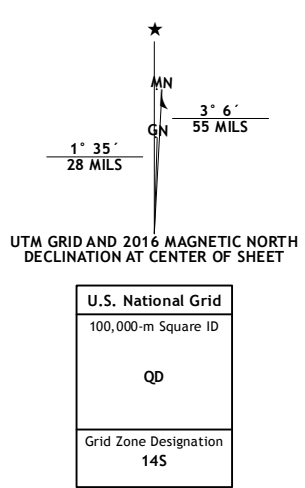 ★
MN
3° 6´
55 MILS
GN
1° 35´
28 MILS
UTM GRID AND 2016 MAGNETIC NORTH
DECLINATION AT CENTER OF SHEET
U.S. National Grid
100,000-m Square ID
QD
Grid Zone Designation
14S